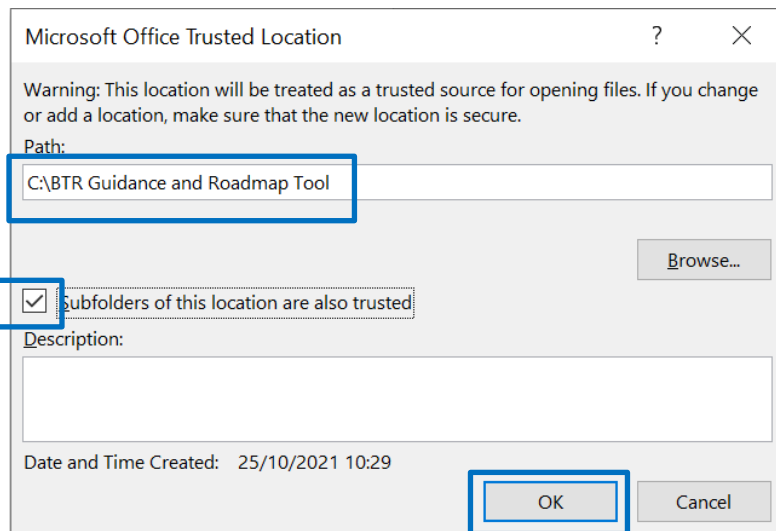 Microsoft Office Trusted Location ?
Warning: This location will be treated as a trusted source for opening files. If you change
or add a location, make sure that the new location is secure.
Path:
C:\BTR Guidance and Roadmap Tool
Browse...
Subfolders of this location are also trusted
Description:
Date and Time Created: 25/10/2021 10:29
OK Cancel